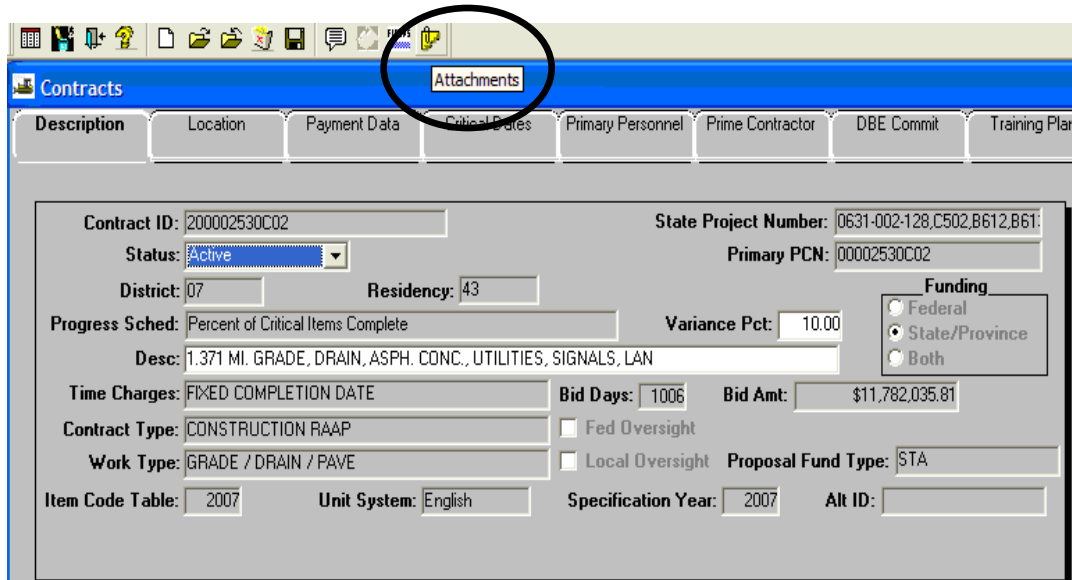 Attachments
Contracts
Description Location Payment Data Critical Dates Primary Personnel Prime Contractor DBE Commit Training Plan
Contract ID: 200002530C02 State Project Number: 0631-002-128,C502,B612,B61
Status: Active Primary PCN: 00002530C02
District: 07 Residency: 43 Funding
Federal
Progress Sched: Percent of Critical Items Complete Variance Pct: 10.00 State/Province
Desc: 1.371 MI. GRADE, DRAIN, ASPH. CONC., UTILITIES, SIGNALS, LAN Both
Time Charges: FIXED COMPLETION DATE Bid Days: 1006 Bid Amt: $11,782,035.81
Contract Type: CONSTRUCTION RAAP Fed Oversight
Work Type: GRADE / DRAIN / PAVE Local Oversight Proposal Fund Type: STA
Item Code Table: 2007 Unit System: English Specification Year: 2007 Alt ID: